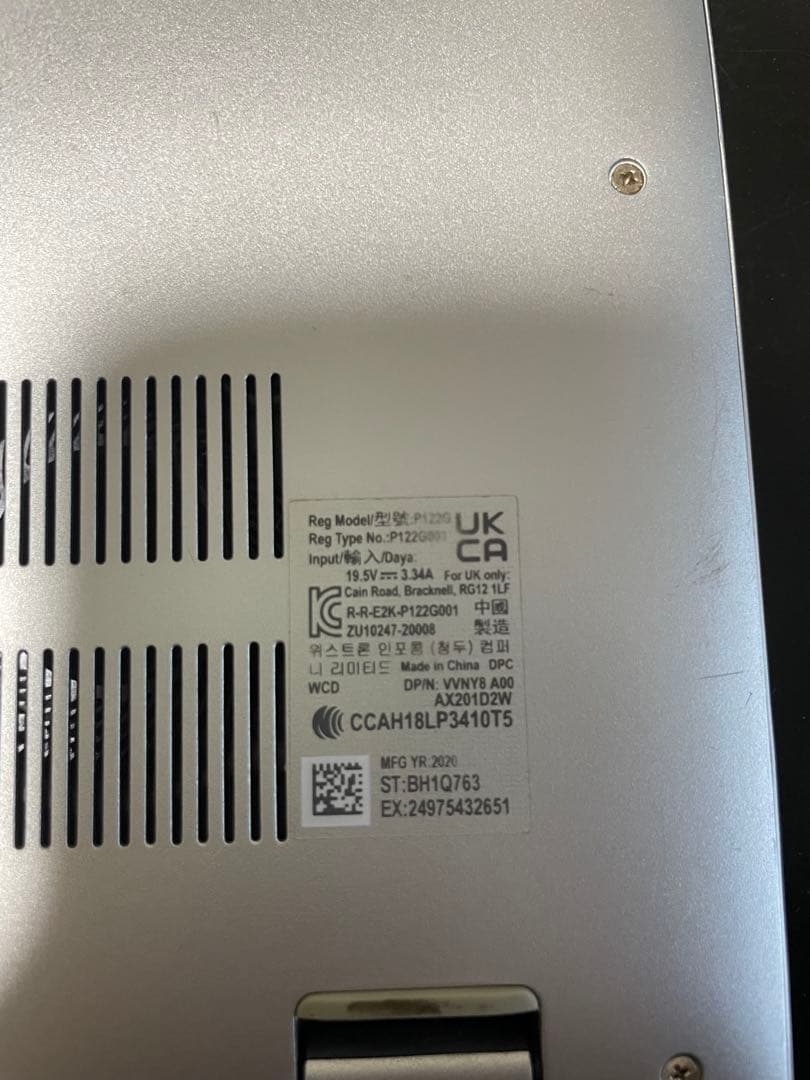 Reg Model/型號:P122G
Reg Type No.:P122G001
UK
CA
Input/輸入/Daya:
19.5V⎓3.34A For UK only:
Cain Road, Bracknell, RG12 1LF
R-R-E2K-P122G001 中國
ZU10247-20008 製造
위스트론 인포콤 (청두) 컴퍼
니 리미티드 Made in China DPC
WCD DP/N: VVNY8 A00
AX201D2W
CCAH18LP3410T5
MFG YR:2020
ST:BH1Q763
EX:24975432651